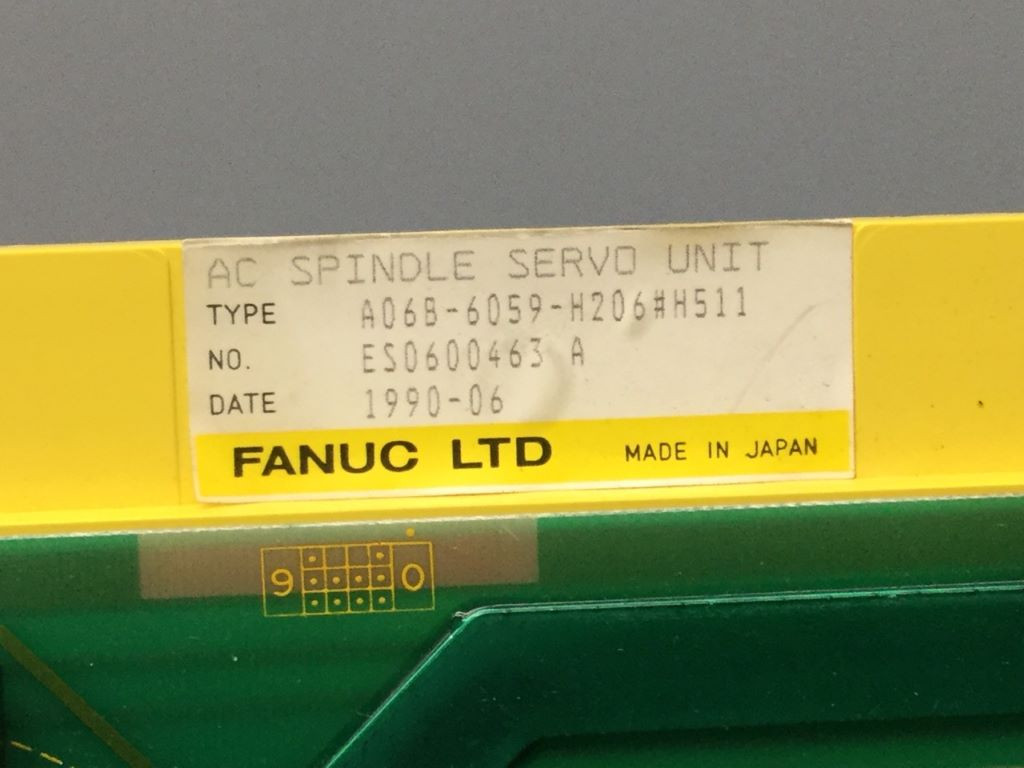 AC SPINDLE SERVO UNIT
TYPE A06B-6059-H206#H511
NO. ES0600463 A
DATE 1990-06
FANUC LTD MADE IN JAPAN
9 0